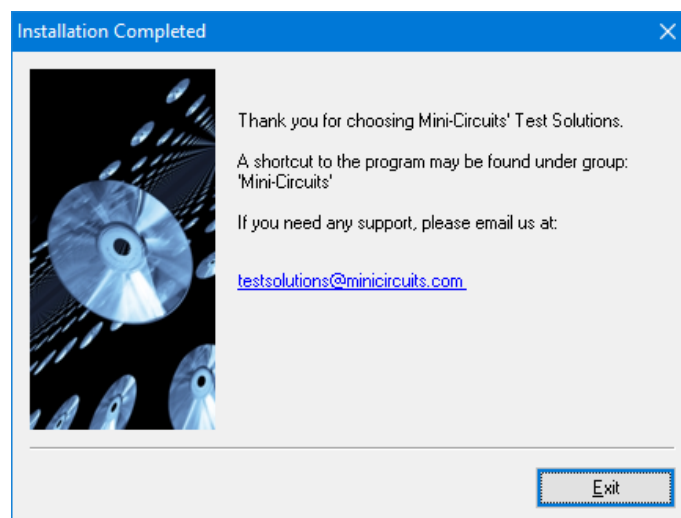 Installation Completed
Thank you for choosing Mini-Circuits' Test Solutions.
A shortcut to the program may be found under group:
'Mini-Circuits'
If you need any support, please email us at:
testsolutions@minicircuits.com
Exit